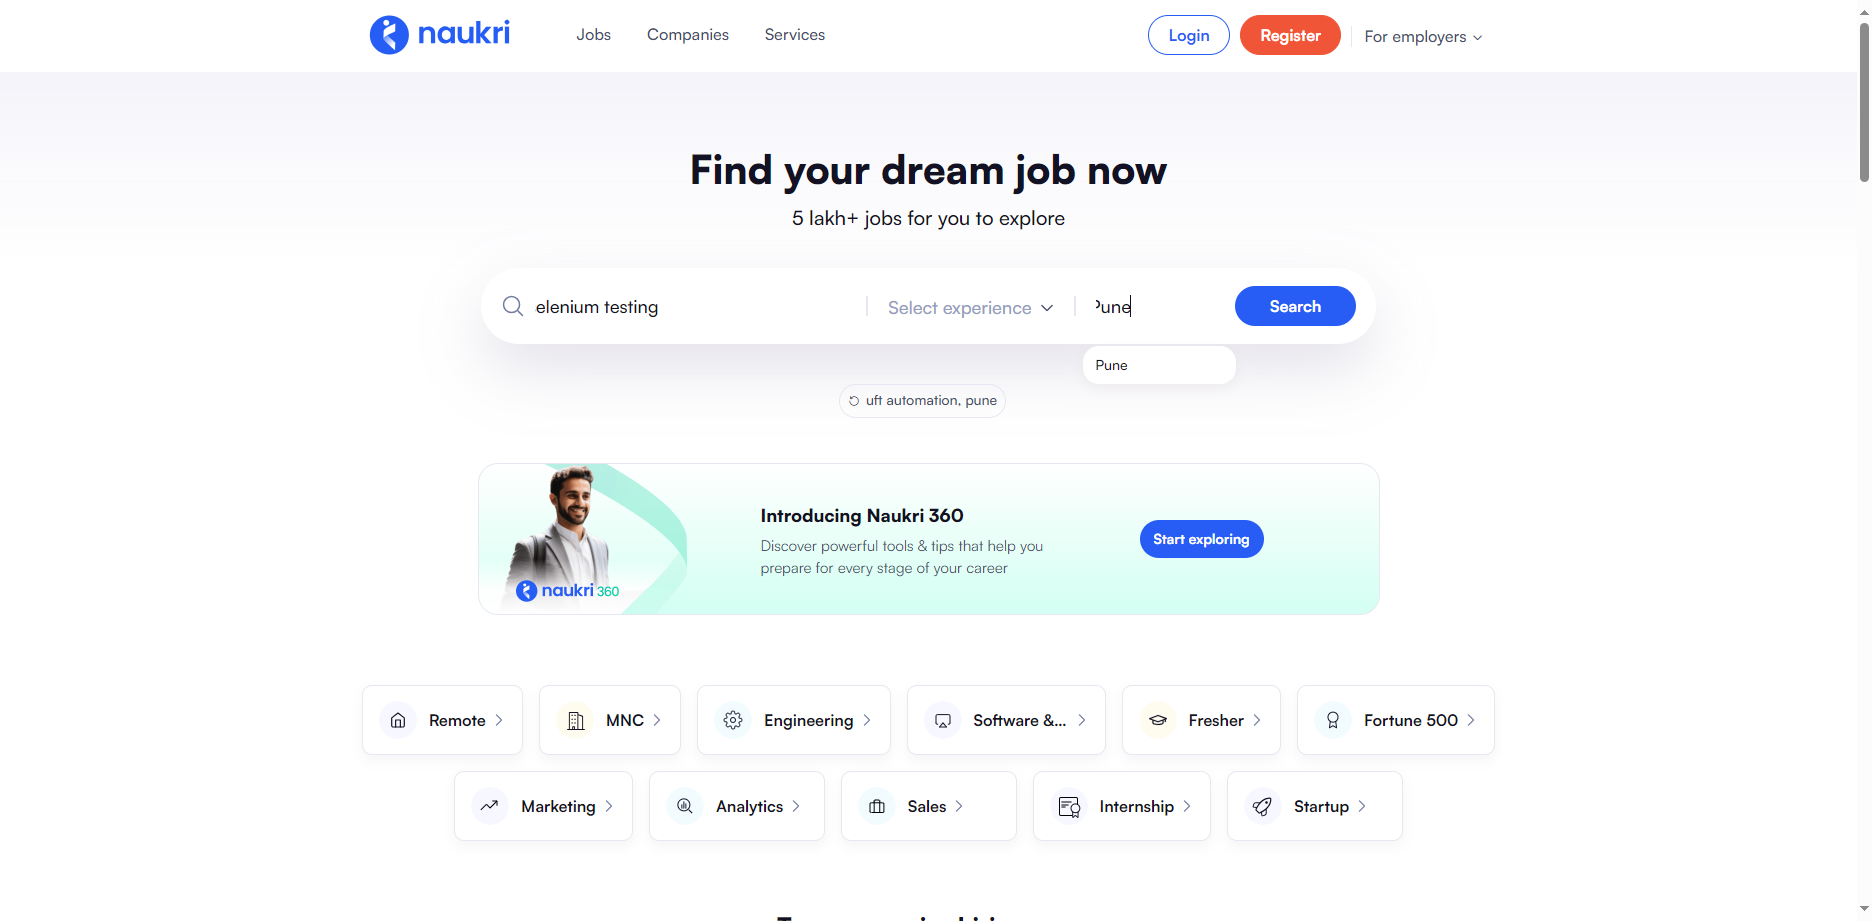 naukri
Jobs
Companies
Services
Login
Register
For employers
Find your dream job now
5 lakh+ jobs for you to explore
elenium testing
Select experience
Pune
Search
Pune
uft automation, pune
Introducing Naukri 360
Discover powerful tools & tips that help you
prepare for every stage of your career
Start exploring
naukri 360
Remote
MNC
Engineering
Software &...
Fresher
Fortune 500
Marketing
Analytics
Sales
Internship
Startup